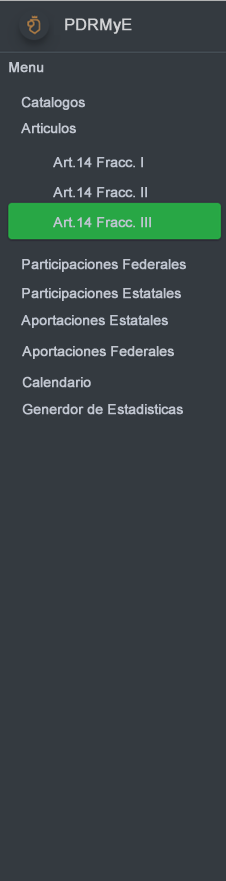 PDRMyE
Menu
Catalogos
Articulos
Art.14 Fracc. I
Art.14 Fracc. II
Art.14 Fracc. III
Participaciones Federales
Participaciones Estatales
Aportaciones Estatales
Aportaciones Federales
Calendario
Generdor de Estadisticas